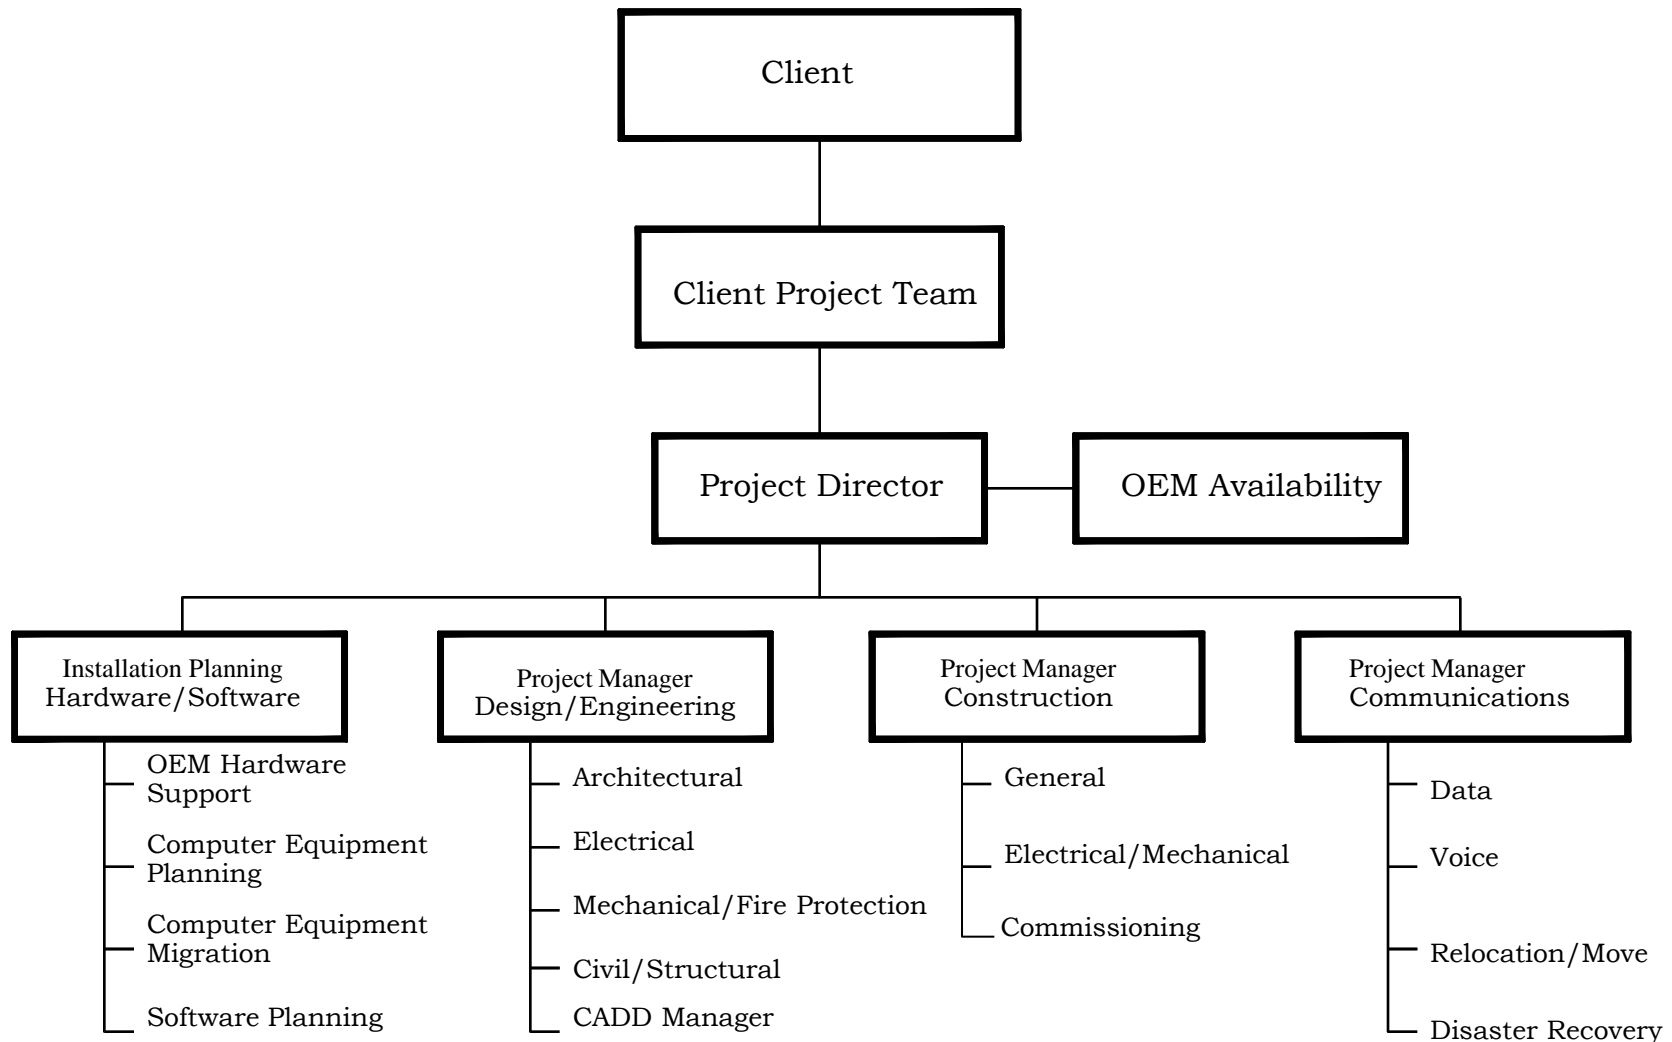 Client
Client Project Team
Project Director
OEM Availability
Installation Planning
Hardware/Software
OEM Hardware
Support
Computer Equipment
Planning
Computer Equipment
Migration
Software Planning
Project Manager
Design/Engineering
Architectural
Electrical
Mechanical/Fire Protection
Civil/Structural
CADD Manager
Project Manager
Construction
General
Electrical/Mechanical
Commissioning
Project Manager
Communications
Data
Voice
Relocation/Move
Disaster Recovery